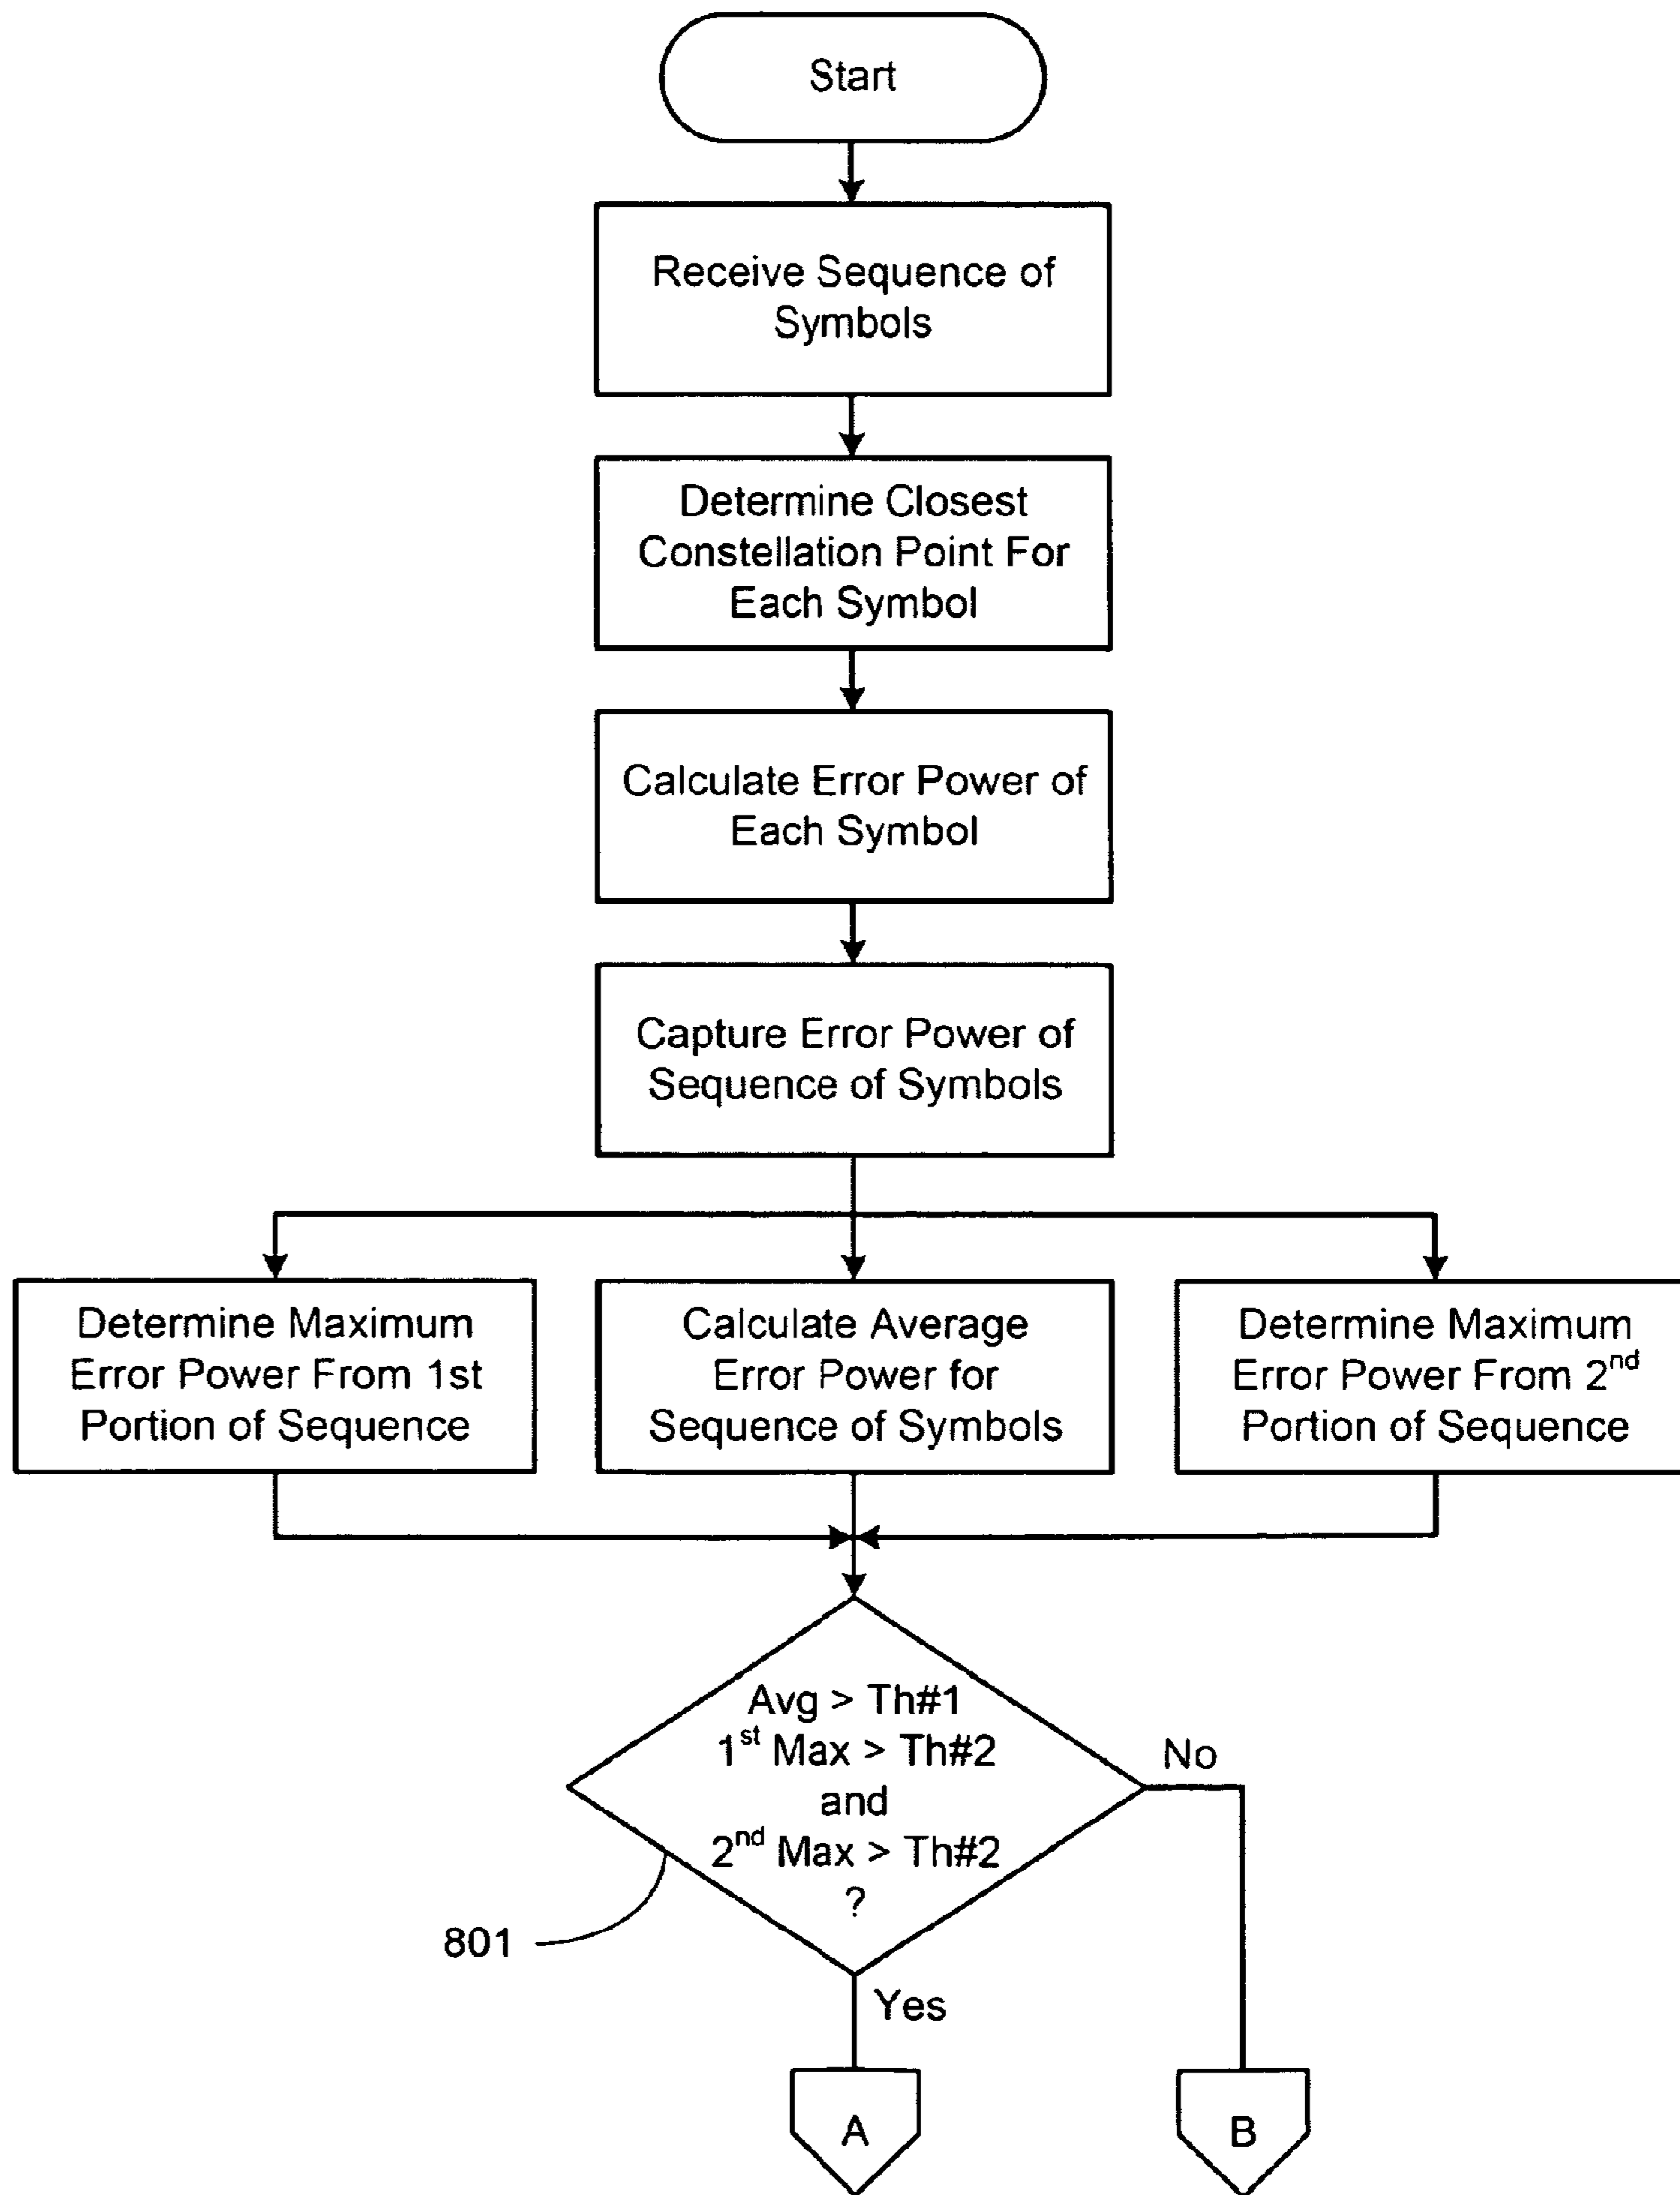 Start
Receive Sequence of
Symbols
Determine Closest
Constellation Point For
Each Symbol
Calculate Error Power of
Each Symbol
Capture Error Power of
Sequence of Symbols
Determine Maximum
Error Power From 1st
Portion of Sequence
Calculate Average
Error Power for
Sequence of Symbols
Determine Maximum
Error Power From 2nd
Portion of Sequence
Avg > Th#1
1st Max > Th#2
and
2nd Max > Th#2
?
No
801
Yes
A
B